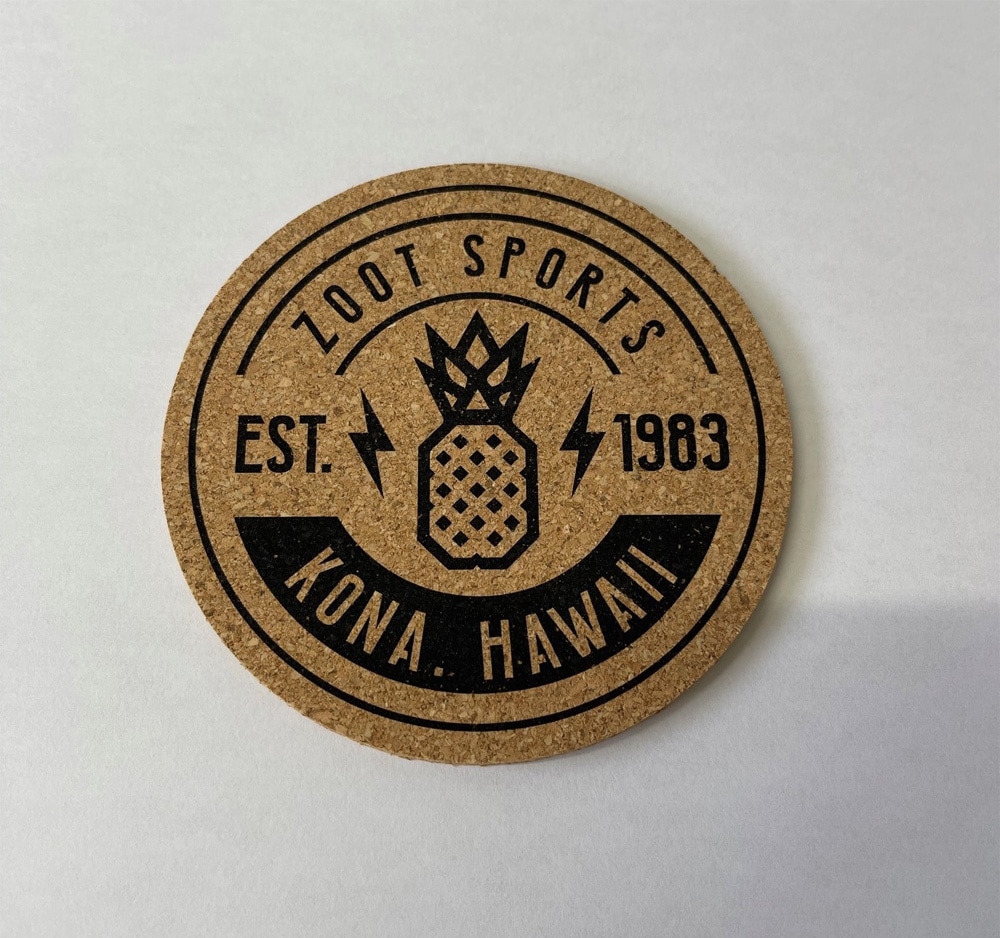 ZOOT SPORTS
EST. 1983
KONA. HAWAII